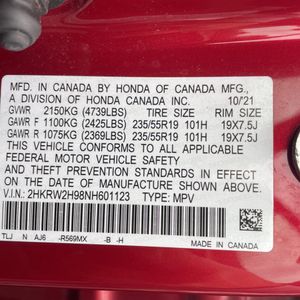 MFD. IN CANADA BY HONDA OF CANADA MFG.,
A DIVISION OF HONDA CANADA INC. 10/21
GVWR 2150KG (4739LBS) TIRE SIZE RIM SIZE
GAWR F 1100KG (2425LBS) 235/55R19 101H 19X7.5J
GAWR R 1075KG (2369LBS) 235/55R19 101H 19X7.5J
THIS VEHICLE CONFORMS TO ALL APPLICABLE
FEDERAL MOTOR VEHICLE SAFETY
AND THEFT PREVENTION STANDARDS IN EFFECT
ON THE DATE OF MANUFACTURE SHOWN ABOVE.
V.I.N.: 2HKRW2H98NH601123 TYPE: MPV
TLJ N AJ6 -R569MX -B -H
MADE IN CANADA